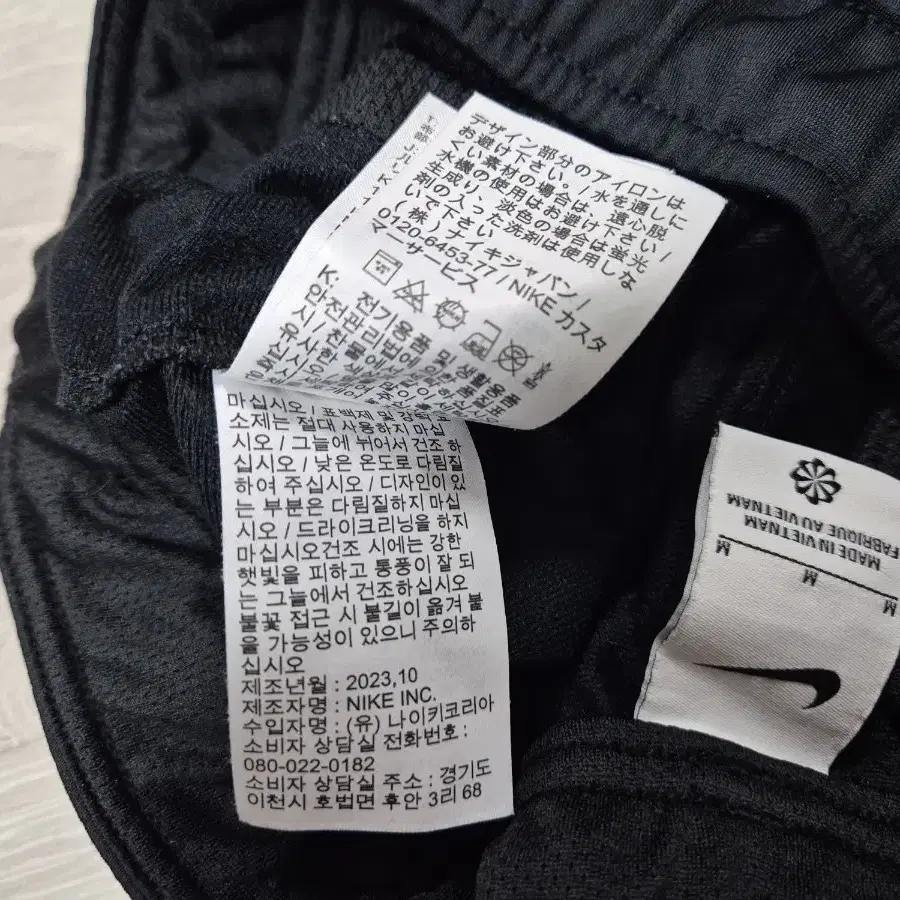 デザイン部分のアイロンは
お避け下さい。/ 水を通しに
くい素材の場合は、遠心脱
水機の使用はお避け下さい/
生成り、淡色の場合は蛍光
剤の入った洗剤は使用しな
いで下さい
(株)ナイキジャパン/
0120-6453-77/NIKE カスタ
マーサービス
K: 전기용품 및 생활용품
안전관리법에
마십시오 / 표백제 및
소제는 절대 사용하지 마십
시오 / 그늘에 뉘어서 건조 하
십시오 / 낮은 온도로 다림질
하여 주십시오 / 디자인이 있
는 부분은 다림질하지 마십
시오 / 드라이크리닝을 하지
마십시오건조 시에는 강한
햇빛을 피하고 통풍이 잘 되
는 그늘에서 건조하십시오
불꽃 접근 시 불길이 옮겨 붙
을 가능성이 있으니 주의하
십시오
제조년월 : 2023,10
제조자명 : NIKE INC.
수입자명 : (유) 나이키코리아
소비자 상담실 전화번호 :
080-022-0182
소비자 상담실 주소 : 경기도
이천시 호법면 후안 3리 68
M
M
M
MADE IN VIETNAM
FABRIQUE AU VIETNAM